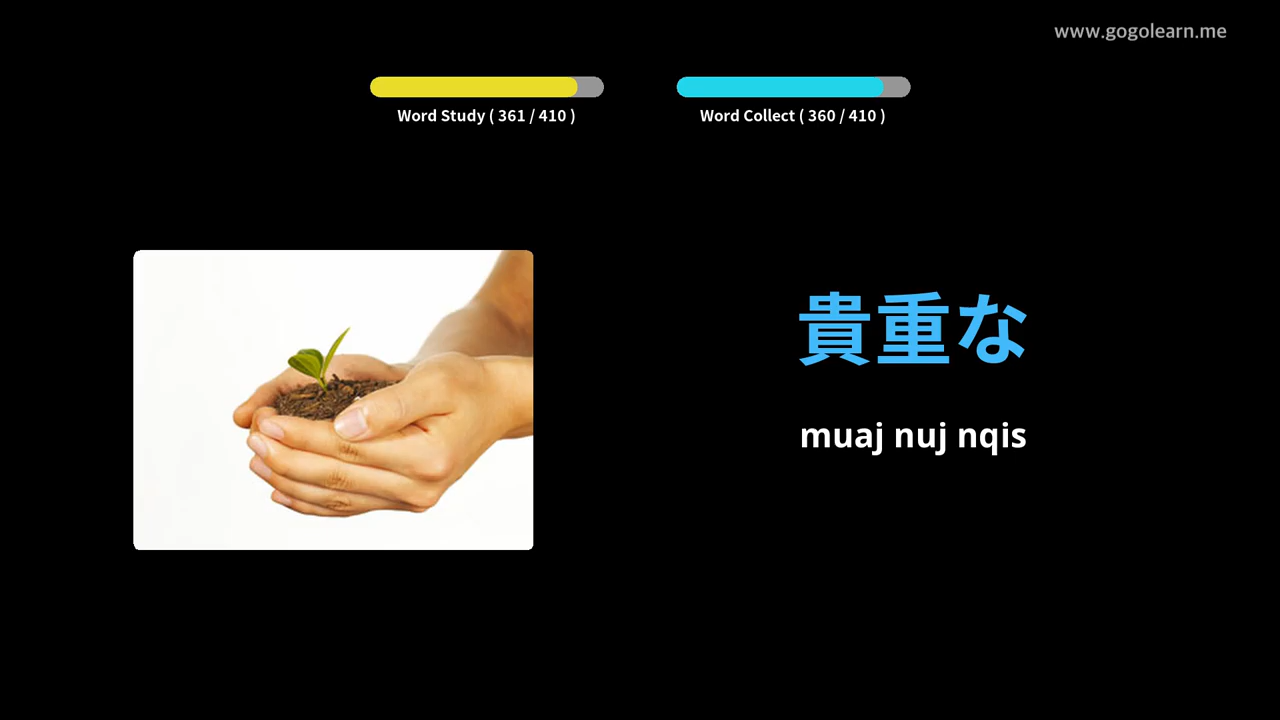 www.gogolearn.me
Word Study ( 361 / 410 )
Word Collect ( 360 / 410 )
貴重な
muaj nuj nqis